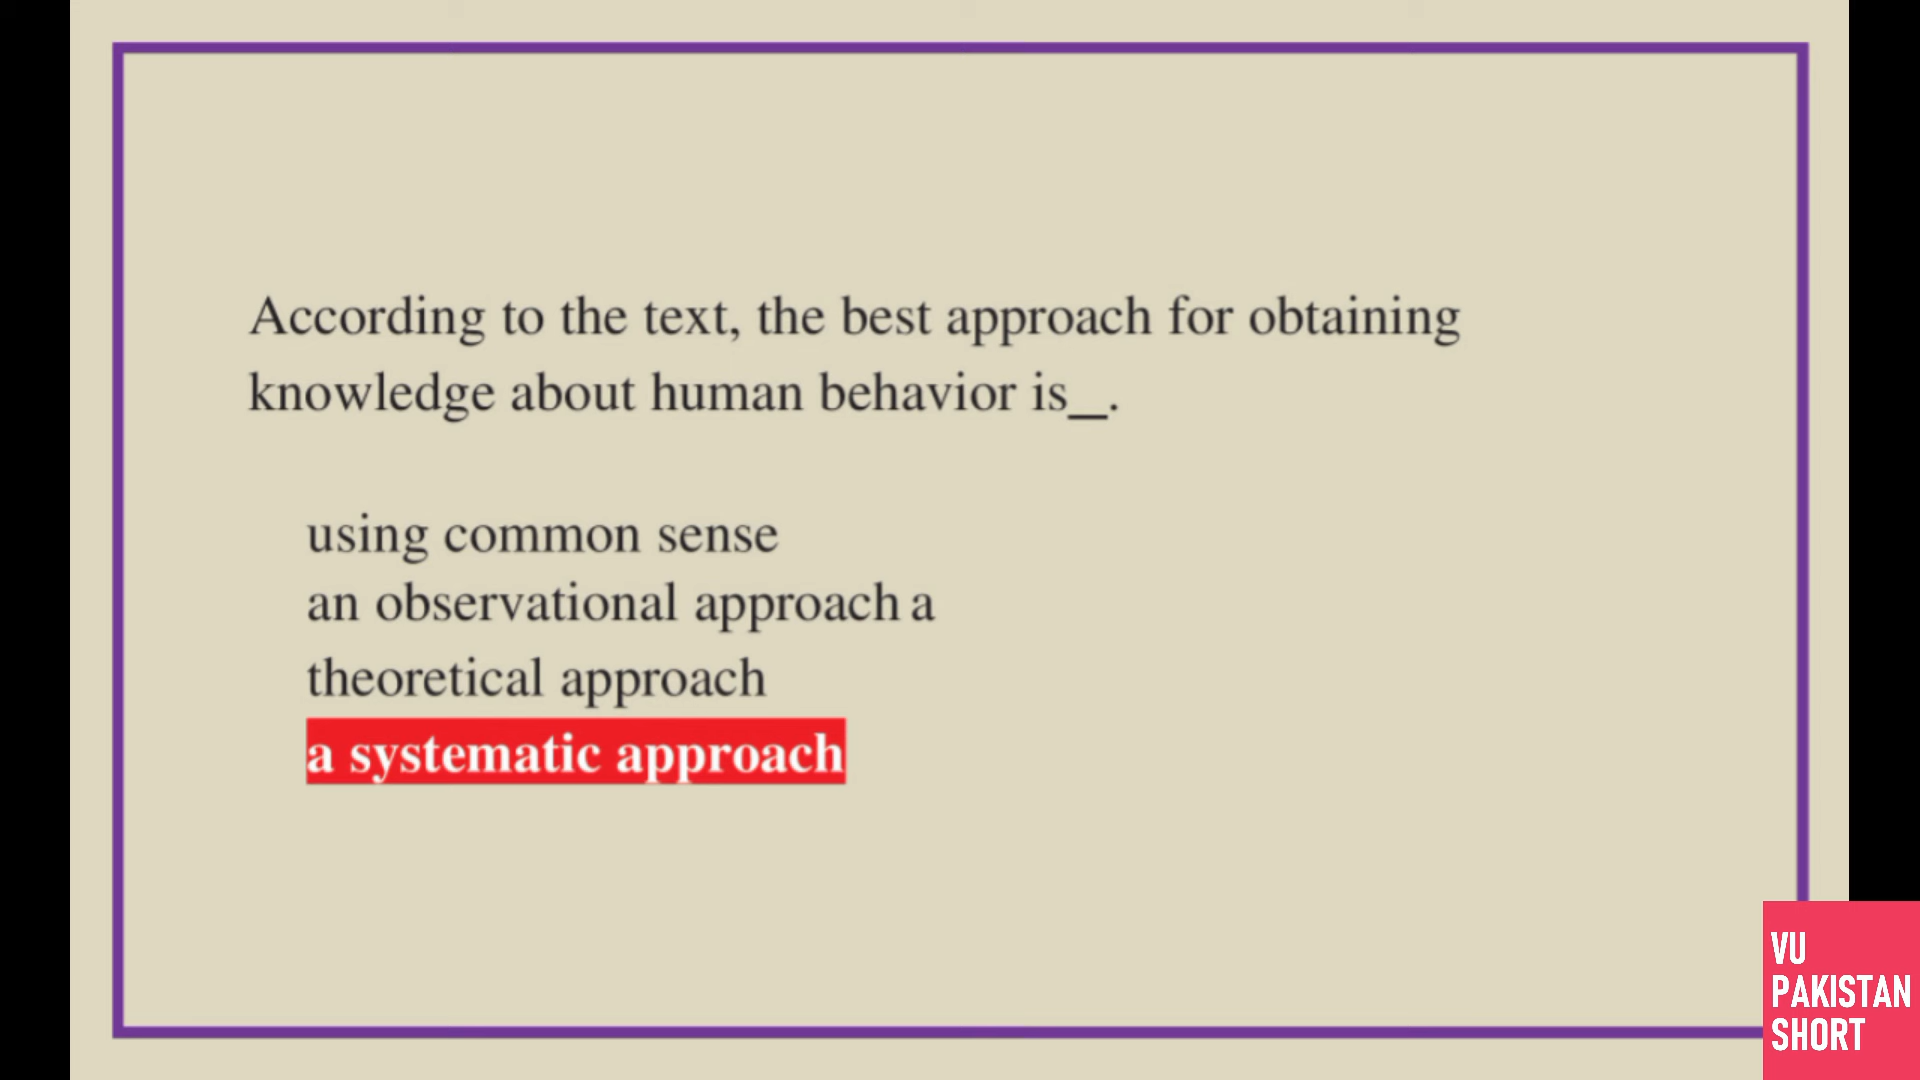 According to the text, the best approach for obtaining
knowledge about human behavior is_.
using common sense
an observational approach a
theoretical approach
a systematic approach
VU
PAKISTAN
SHORT